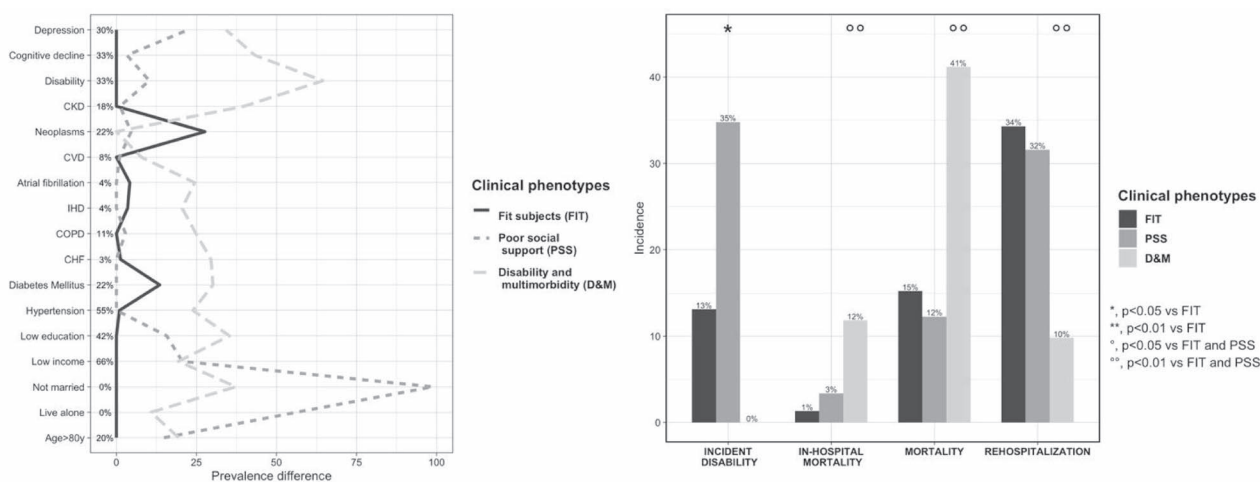 Depression 30%
Cognitive decline 33%
Disability 33%
CKD 18%
Neoplasms 22%
CVD 8%
Atrial fibrillation 4%
IHD 4%
COPD 11%
CHF 3%
Diabetes Mellitus 22%
Hypertension 55%
Low education 42%
Low income 66%
Not married 0%
Live alone 0%
Age>80y 20%
0 25 50 75 100
Prevalence difference
Clinical phenotypes
Fit subjects (FIT)
Poor social
support (PSS)
Disability and
multimorbidity (D&M)
* °° °° °°
40
30
20
10
0
Incidence
13% 35% 0%
1% 3% 12%
15% 12% 41%
34% 32% 10%
INCIDENT
DISABILITY
IN-HOSPITAL
MORTALITY
MORTALITY
REHOSPITALIZATION
Clinical phenotypes
FIT
PSS
D&M
*, p<0.05 vs FIT
**, p<0.01 vs FIT
°, p<0.05 vs FIT and PSS
°°, p<0.01 vs FIT and PSS